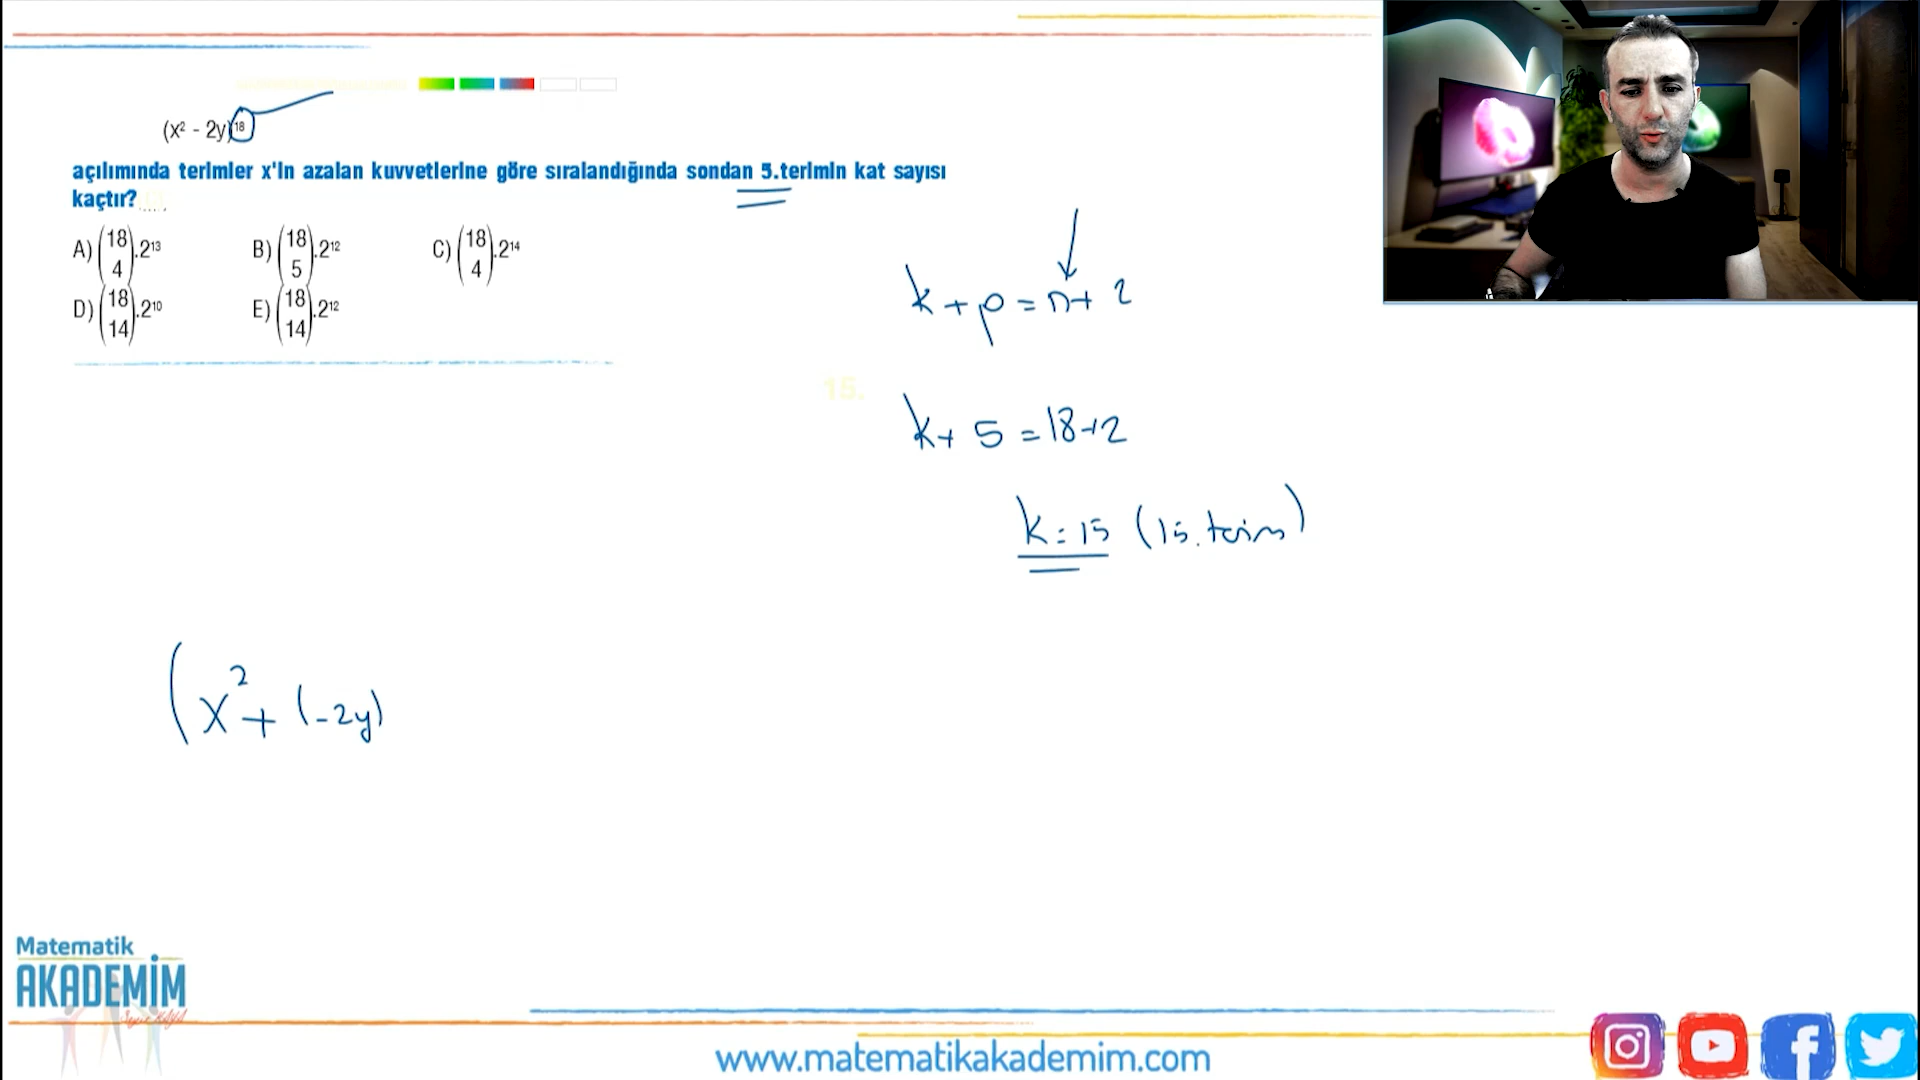 (x² - 2y)¹⁸
açılımında terimler x'in azalan kuvvetlerine göre sıralandığında sondan 5.terimin kat sayısı
kaçtır?
A) (18 4).2¹³ B) (18 5).2¹² C) (18 4).2¹⁴
D) (18 14).2¹⁰ E) (18 14).2¹²
k + p = n + 2
15.
k + 5 = 18 + 2
k = 15 (15. terim)
(x² + (-2y)
Matematik
AKADEMİM
www.matematikakademim.com